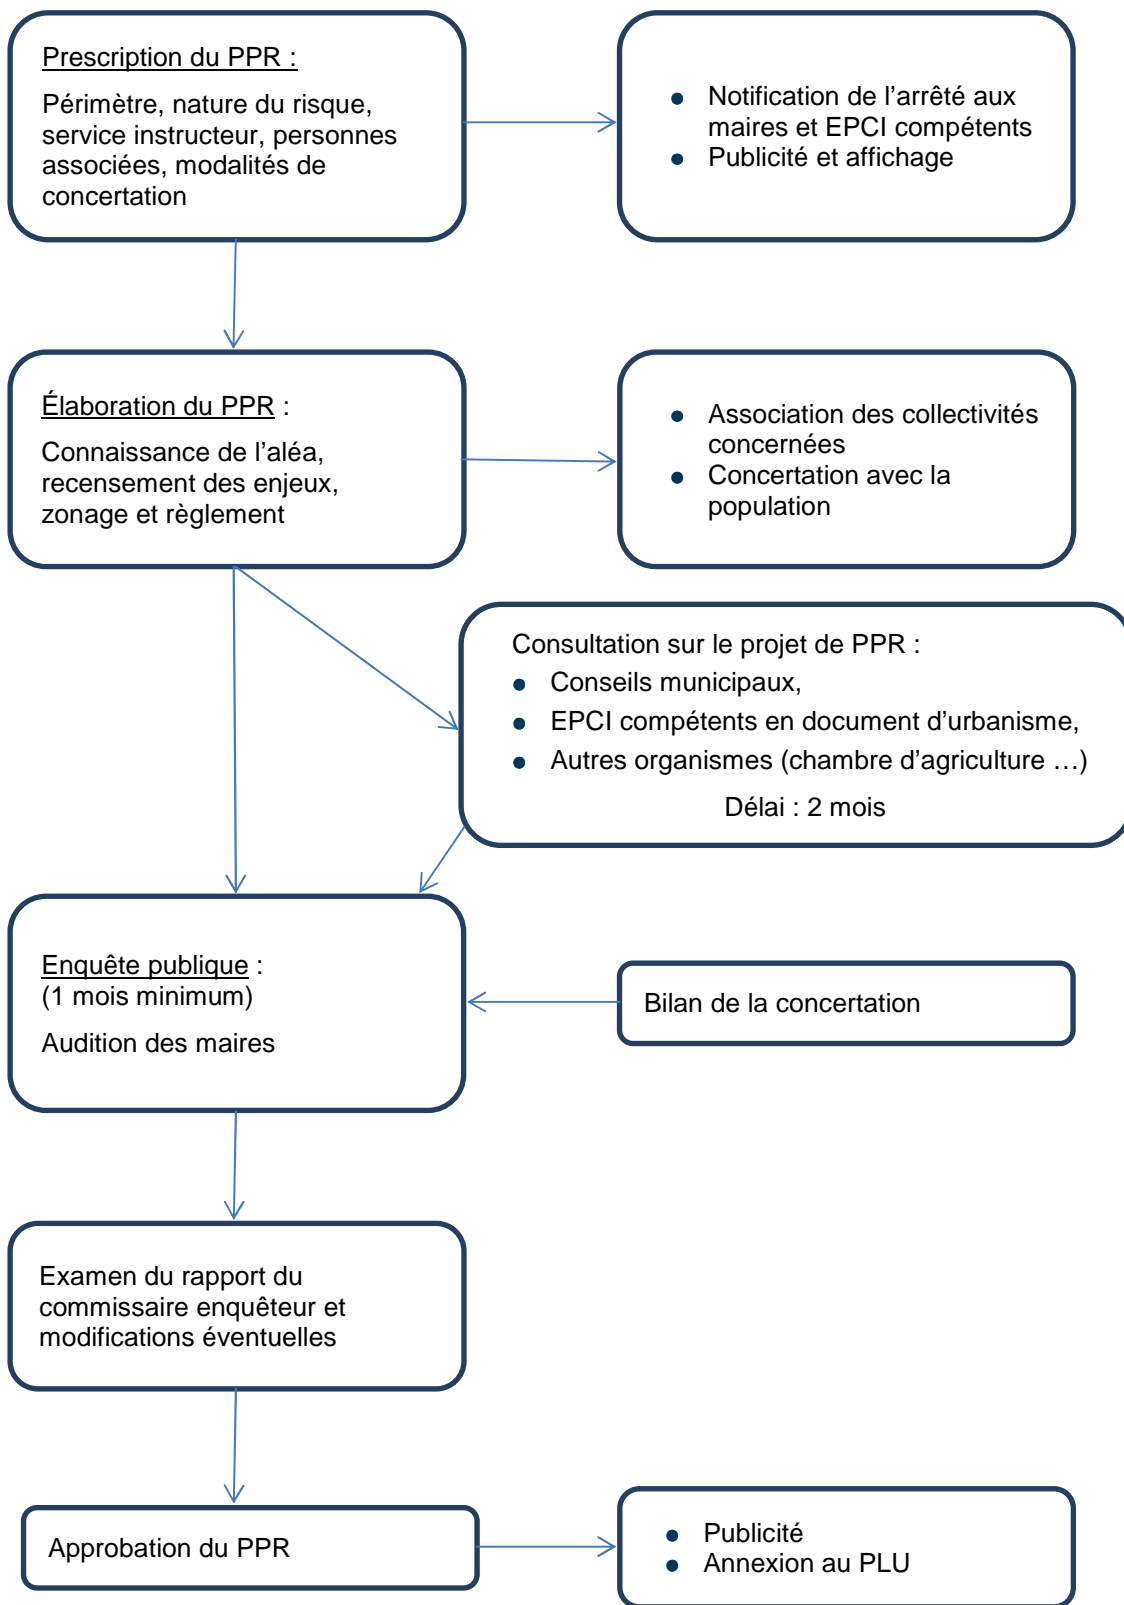 Prescription du PPR :
Périmètre, nature du risque,
service instructeur, personnes
associées, modalités de
concertation
● Notification de l’arrêté aux
maires et EPCI compétents
● Publicité et affichage
Élaboration du PPR :
Connaissance de l’aléa,
recensement des enjeux,
zonage et règlement
● Association des collectivités
concernées
● Concertation avec la
population
Consultation sur le projet de PPR :
● Conseils municipaux,
● EPCI compétents en document d’urbanisme,
● Autres organismes (chambre d’agriculture …)
Délai : 2 mois
Enquête publique :
(1 mois minimum)
Audition des maires
Bilan de la concertation
Examen du rapport du
commissaire enquêteur et
modifications éventuelles
Approbation du PPR
● Publicité
● Annexion au PLU